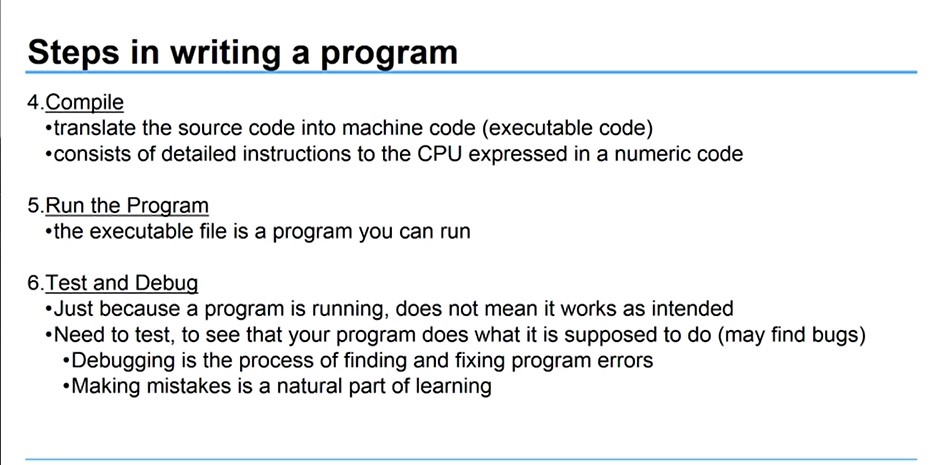 Steps in writing a program
4.Compile
•translate the source code into machine code (executable code)
•consists of detailed instructions to the CPU expressed in a numeric code
5.Run the Program
•the executable file is a program you can run
6.Test and Debug
•Just because a program is running, does not mean it works as intended
•Need to test, to see that your program does what it is supposed to do (may find bugs)
•Debugging is the process of finding and fixing program errors
•Making mistakes is a natural part of learning